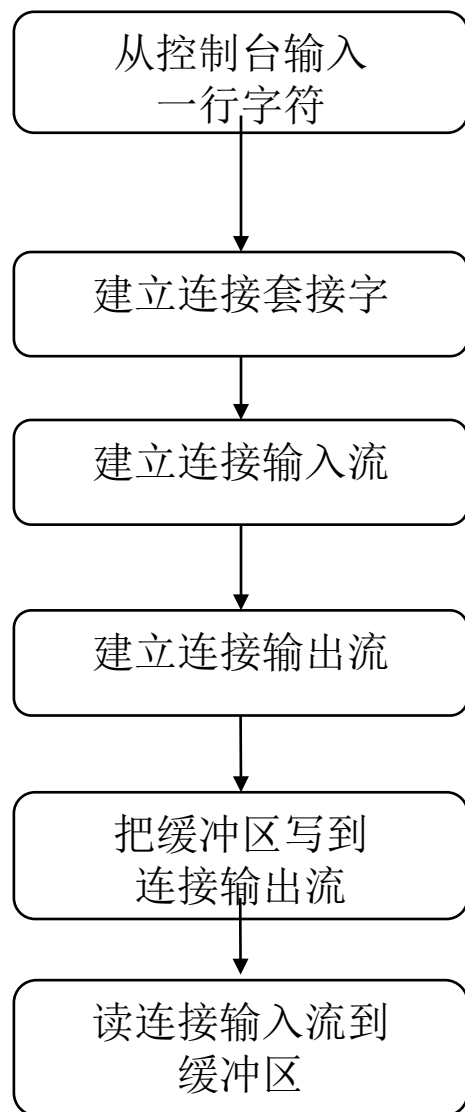 从控制台输入
一行字符
建立连接套接字
建立连接输入流
建立连接输出流
把缓冲区写到
连接输出流
读连接输入流到
缓冲区